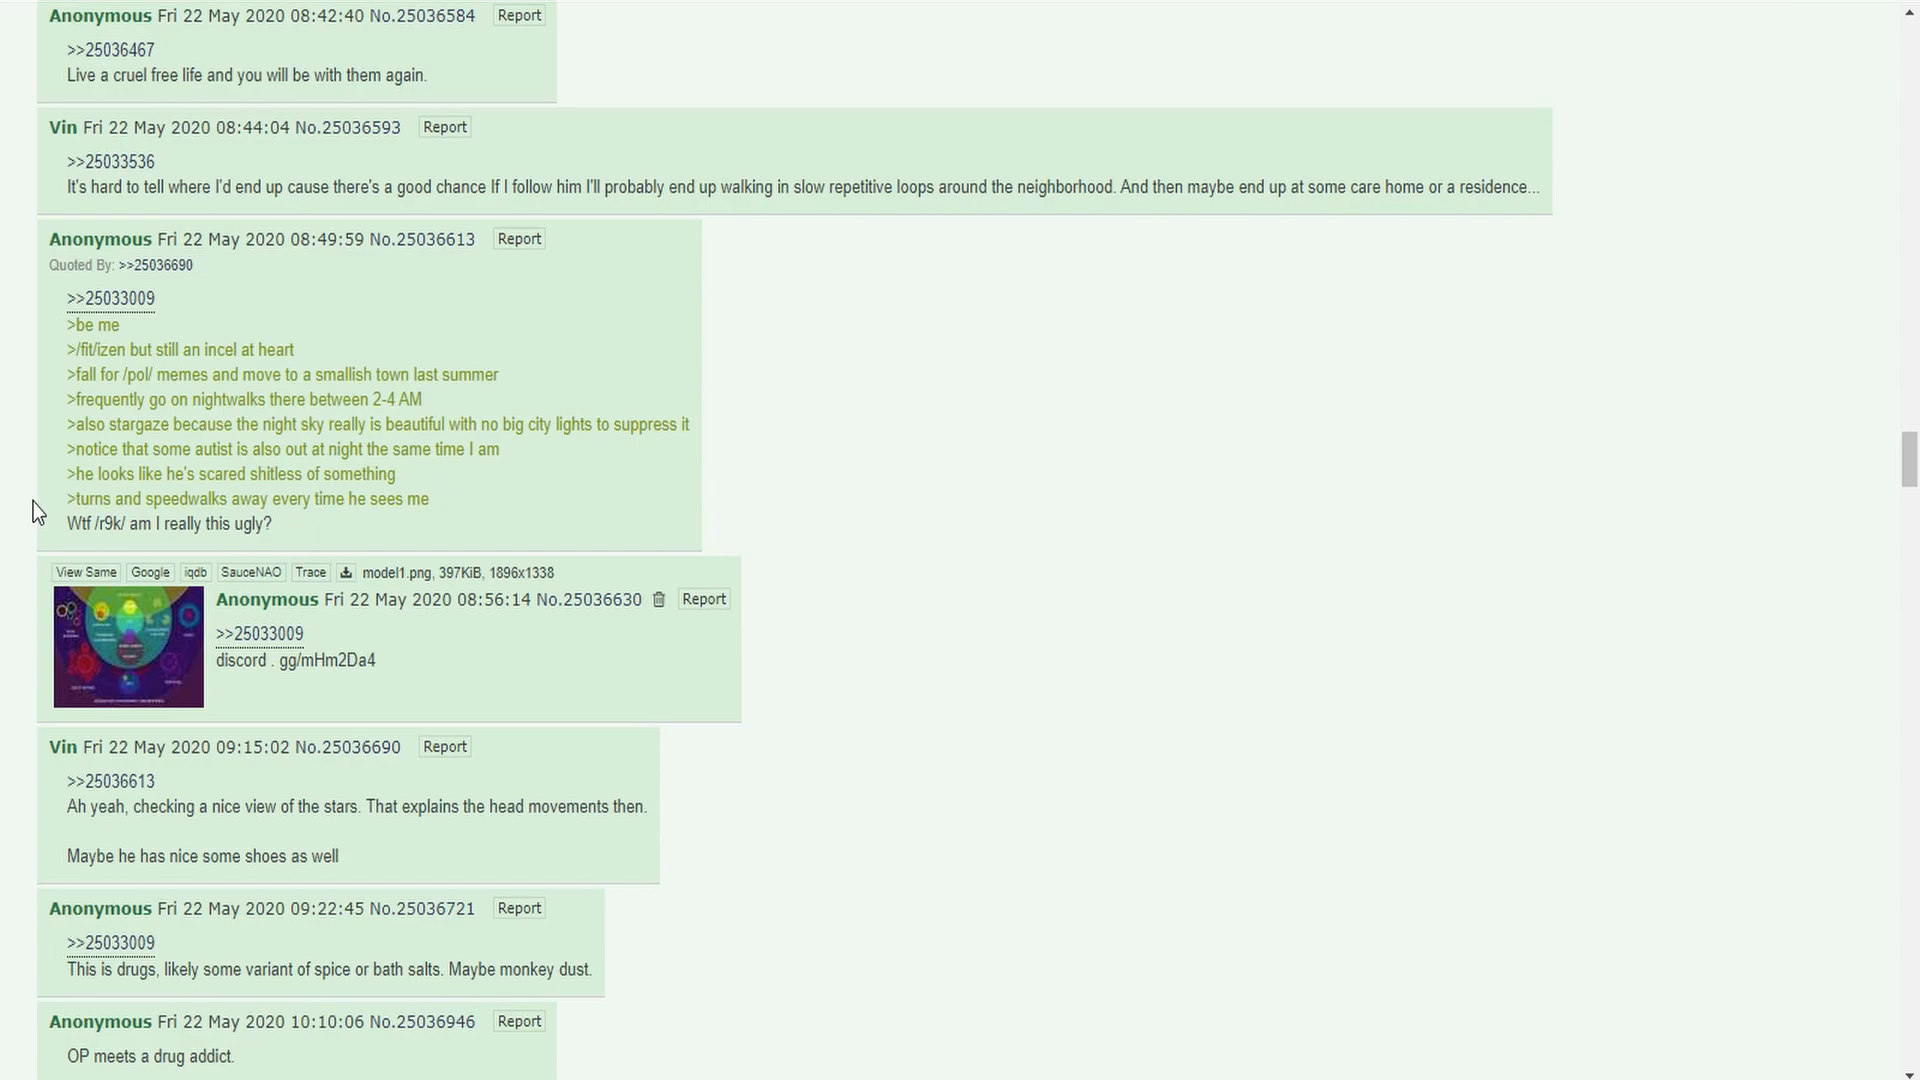 Anonymous Fri 22 May 2020 08:42:40 No.25036584 Report
>>25036467
Live a cruel free life and you will be with them again.
Vin Fri 22 May 2020 08:44:04 No.25036593 Report
>>25033536
It's hard to tell where I'd end up cause there's a good chance If I follow him I'll probably end up walking in slow repetitive loops around the neighborhood. And then maybe end up at some care home or a residence...
Anonymous Fri 22 May 2020 08:49:59 No.25036613 Report
Quoted By: >>25036690
>>25033009
>be me
>/fit/izen but still an incel at heart
>fall for /pol/ memes and move to a smallish town last summer
>frequently go on nightwalks there between 2-4 AM
>also stargaze because the night sky really is beautiful with no big city lights to suppress it
>notice that some autist is also out at night the same time I am
>he looks like he's scared shitless of something
>turns and speedwalks away every time he sees me
Wtf /r9k/ am I really this ugly?
View Same Google iqdb SauceNAO Trace model1.png, 397KiB, 1896x1338
Anonymous Fri 22 May 2020 08:56:14 No.25036630 Report
>>25033009
discord . gg/mHm2Da4
Vin Fri 22 May 2020 09:15:02 No.25036690 Report
>>25036613
Ah yeah, checking a nice view of the stars. That explains the head movements then.
Maybe he has nice some shoes as well
Anonymous Fri 22 May 2020 09:22:45 No.25036721 Report
>>25033009
This is drugs, likely some variant of spice or bath salts. Maybe monkey dust.
Anonymous Fri 22 May 2020 10:10:06 No.25036946 Report
OP meets a drug addict.